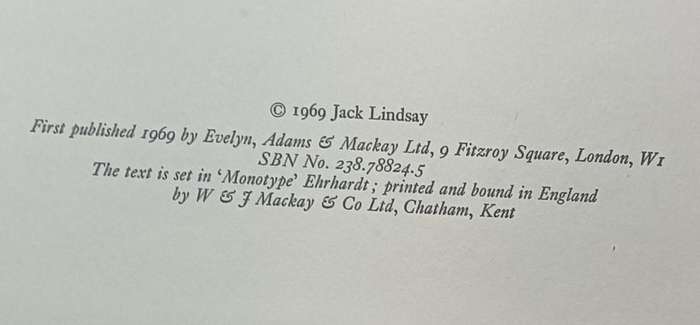 © 1969 Jack Lindsay
First published 1969 by Evelyn, Adams & Mackay Ltd, 9 Fitzroy Square, London, W1
SBN No. 238.78824.5
The text is set in ‘Monotype’ Ehrhardt; printed and bound in England
by W & J Mackay & Co Ltd, Chatham, Kent